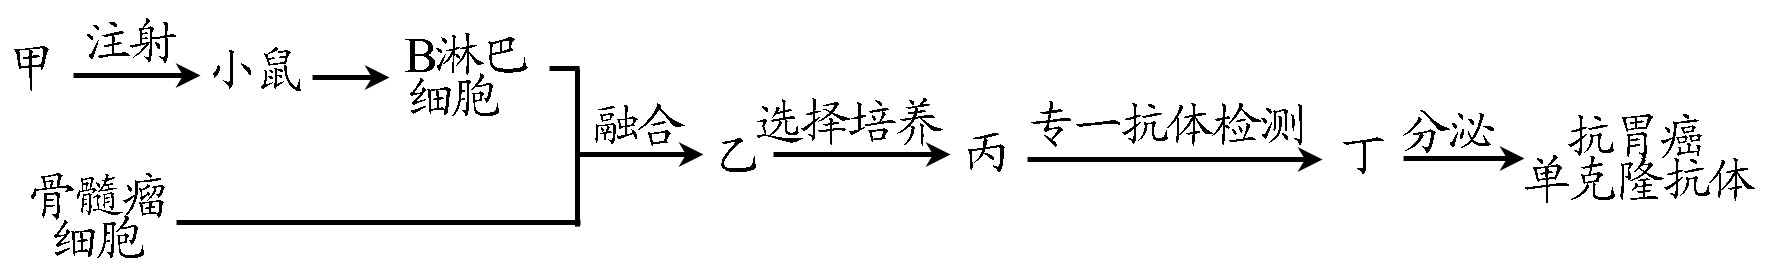 甲
注射
小鼠
B淋巴
细胞
骨髓瘤
细胞
融合
乙
选择培养
丙
专一抗体检测
丁
分泌
抗胃癌
单克隆抗体